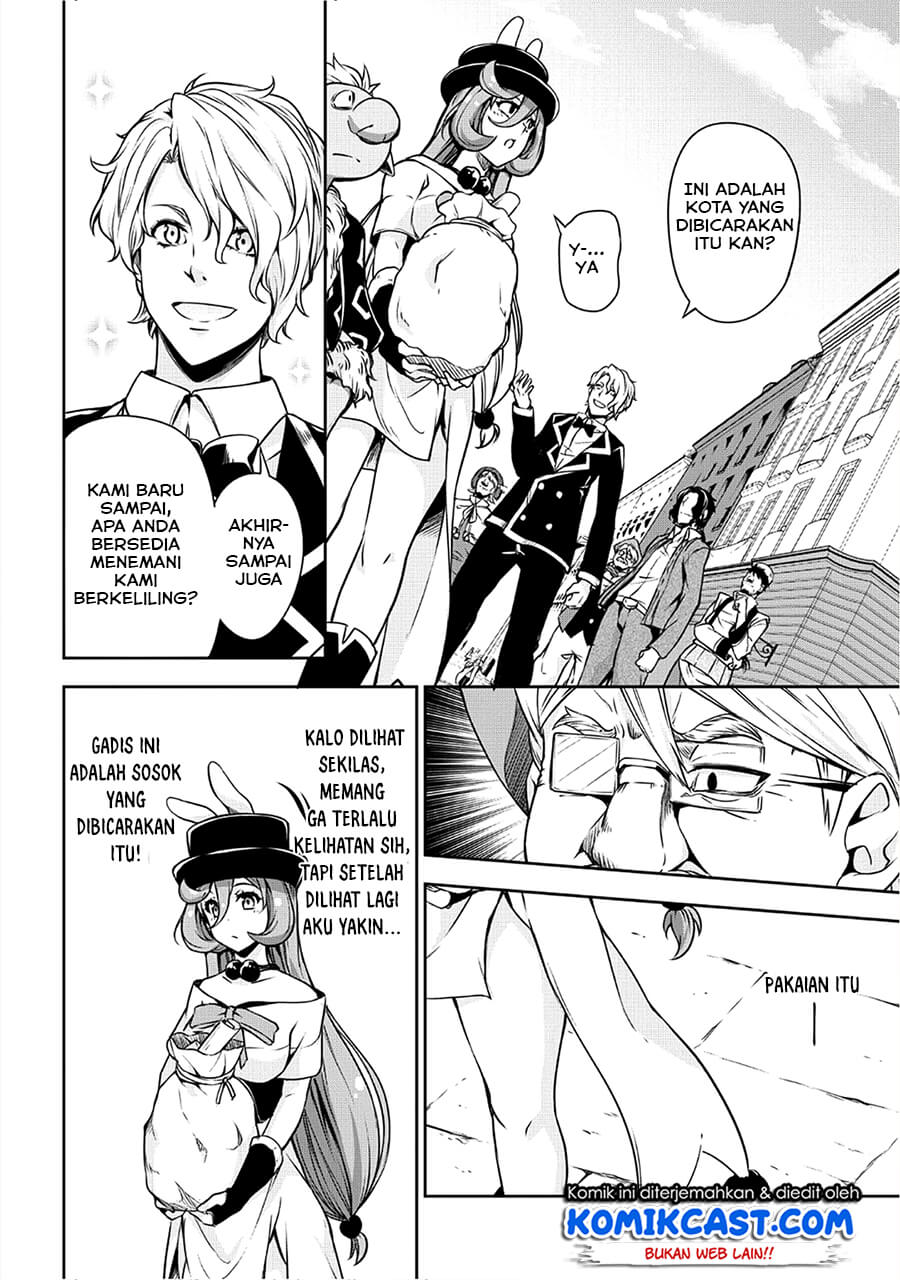 INI ADALAH
KOTA YANG
DIBICARAKAN
ITU KAN?
Y-...
YA
AKHIR-
NYA
SAMPAI
JUGA
KAMI BARU
SAMPAI,
APA ANDA
BERSEDIA
MENEMANI
KAMI
BERKELILING?
PAKAIAN ITU
KALO DILIHAT
SEKILAS,
MEMANG
GA TERLALU
KELIHATAN SIH,
TAPI SETELAH
DILIHAT LAGI
AKU YAKIN...
GADIS INI
ADALAH SOSOK
YANG
DIBICARAKAN
ITU!
Komik ini diterjemahkan & diedit oleh
KOMIKCAST.COM
BUKAN WEB LAIN!!